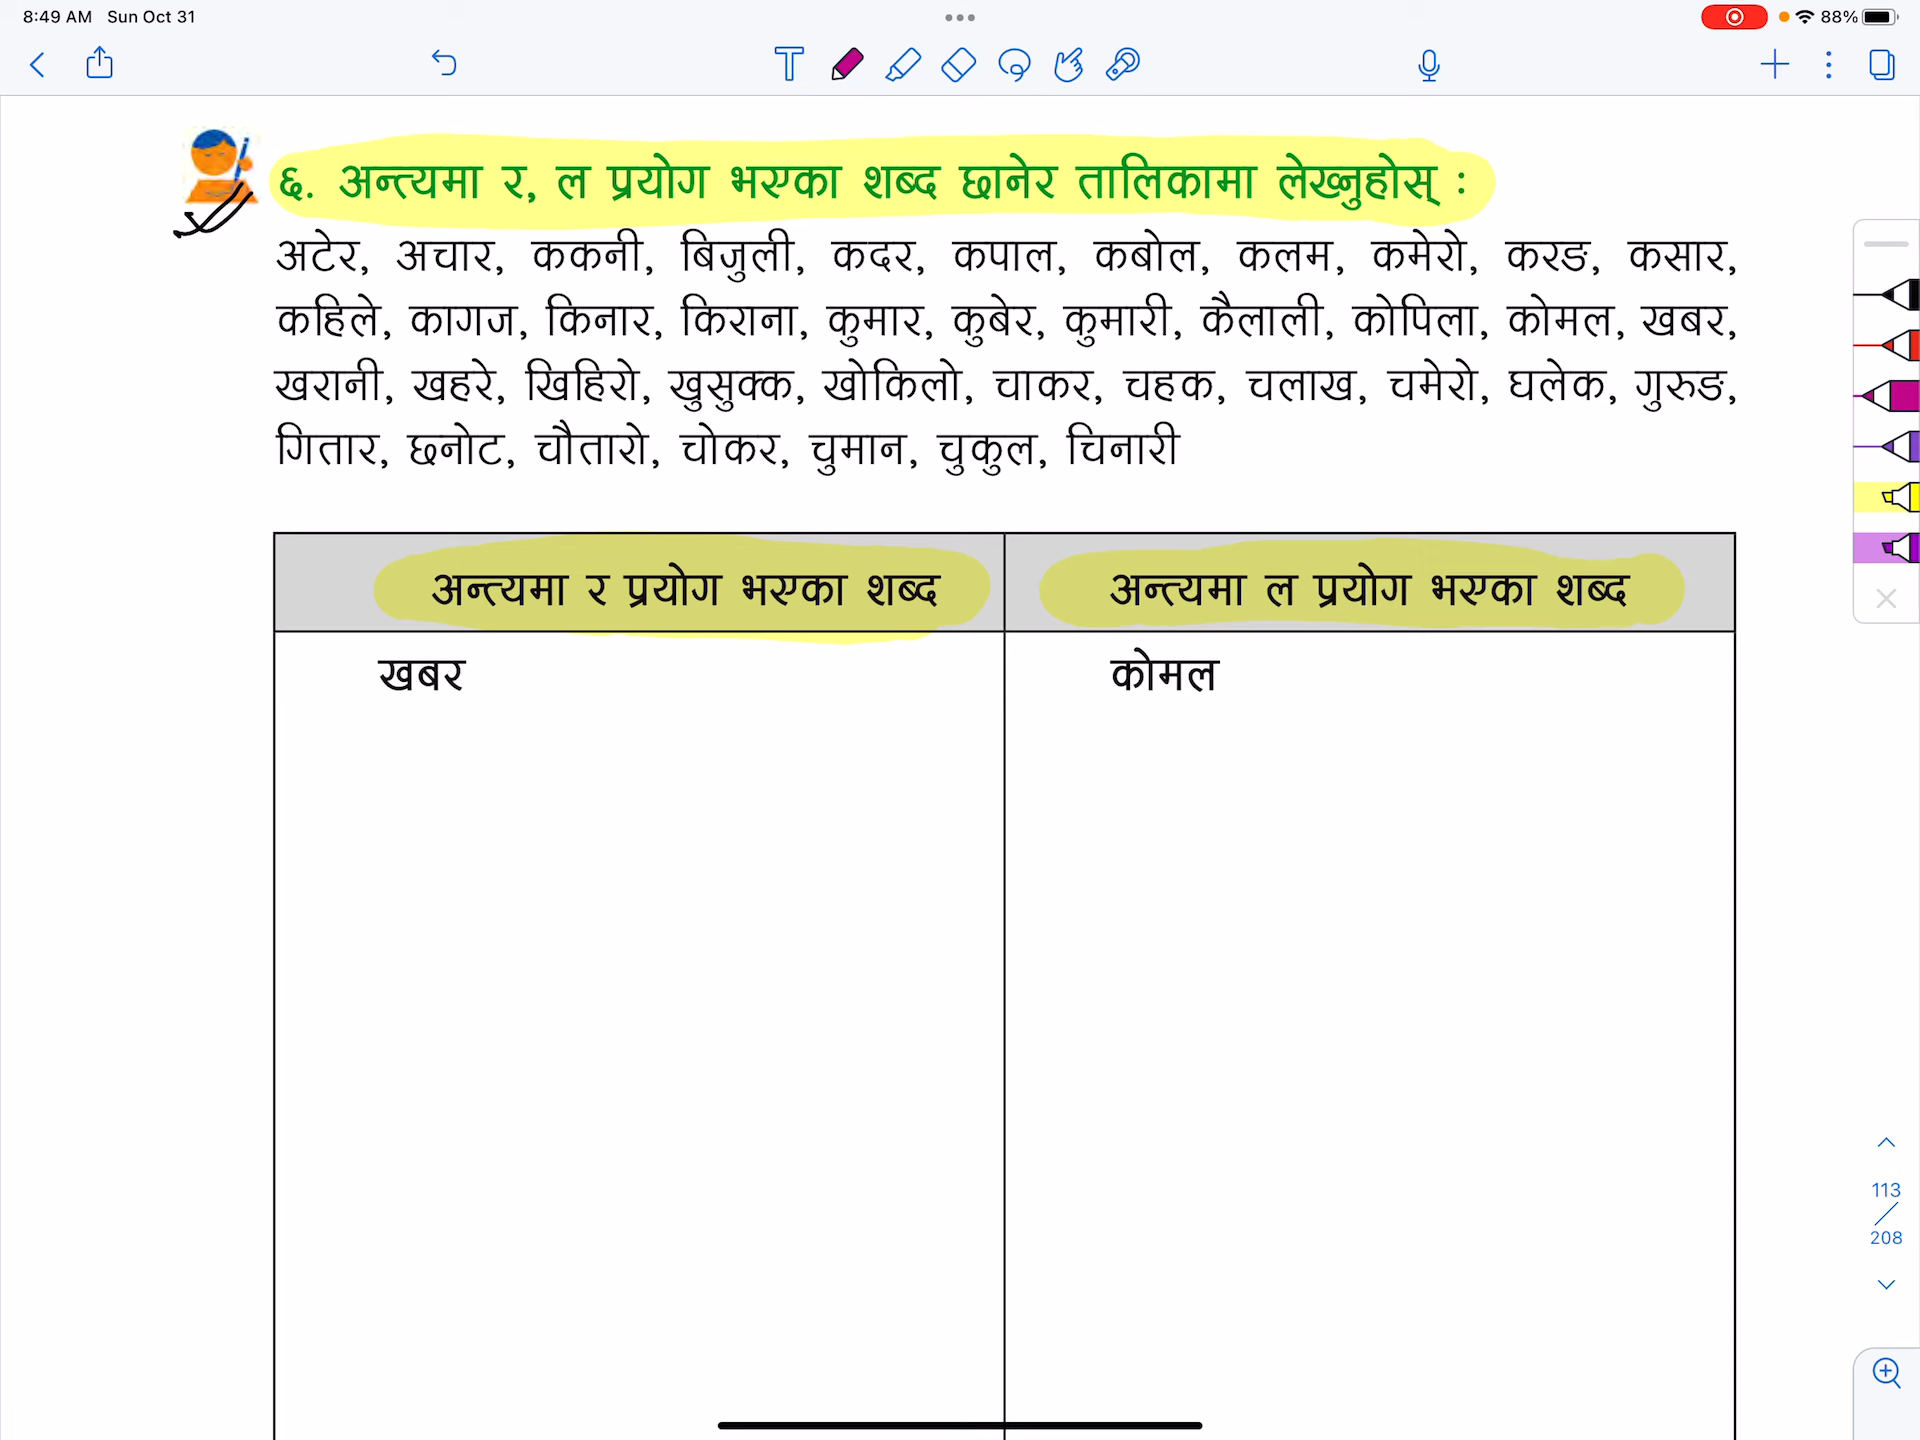 8:49 AM Sun Oct 31
88%
६. अन्त्यमा र, ल प्रयोग भएका शब्द छानेर तालिकामा लेख्नुहोस् :
अटेर, अचार, ककनी, बिजुली, कदर, कपाल, कबोल, कलम, कमेरो, करङ, कसार,
कहिले, कागज, किनार, किराना, कुमार, कुबेर, कुमारी, कैलाली, कोपिला, कोमल, खबर,
खरानी, खहरे, खिहिरो, खुसुक्क, खोकिलो, चाकर, चहक, चलाख, चमेरो, घलेक, गुरुङ,
गितार, छ्नोट, चौतारो, चोकर, चुमान, चुकुल, चिनारी
अन्त्यमा र प्रयोग भएका शब्द
अन्त्यमा ल प्रयोग भएका शब्द
खबर
कोमल
113
208